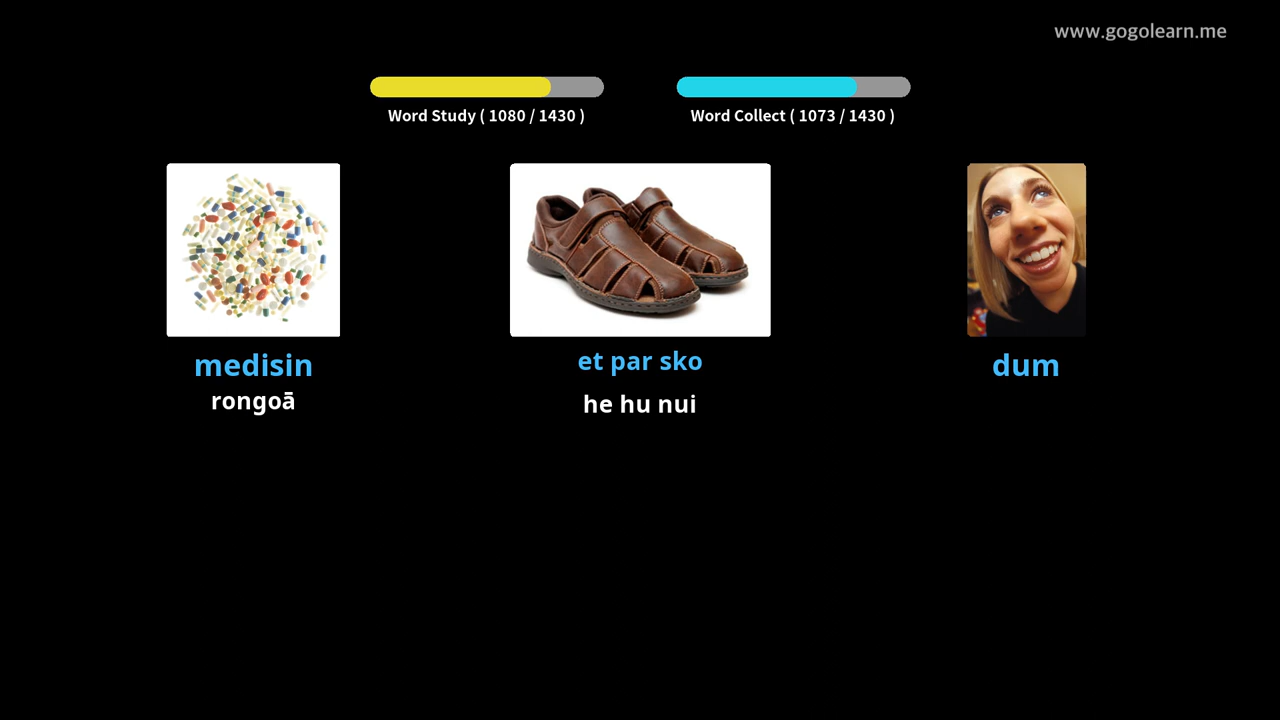 www.gogolearn.me
Word Study ( 1080 / 1430 )
Word Collect ( 1073 / 1430 )
medisin
rongoā
et par sko
he hu nui
dum